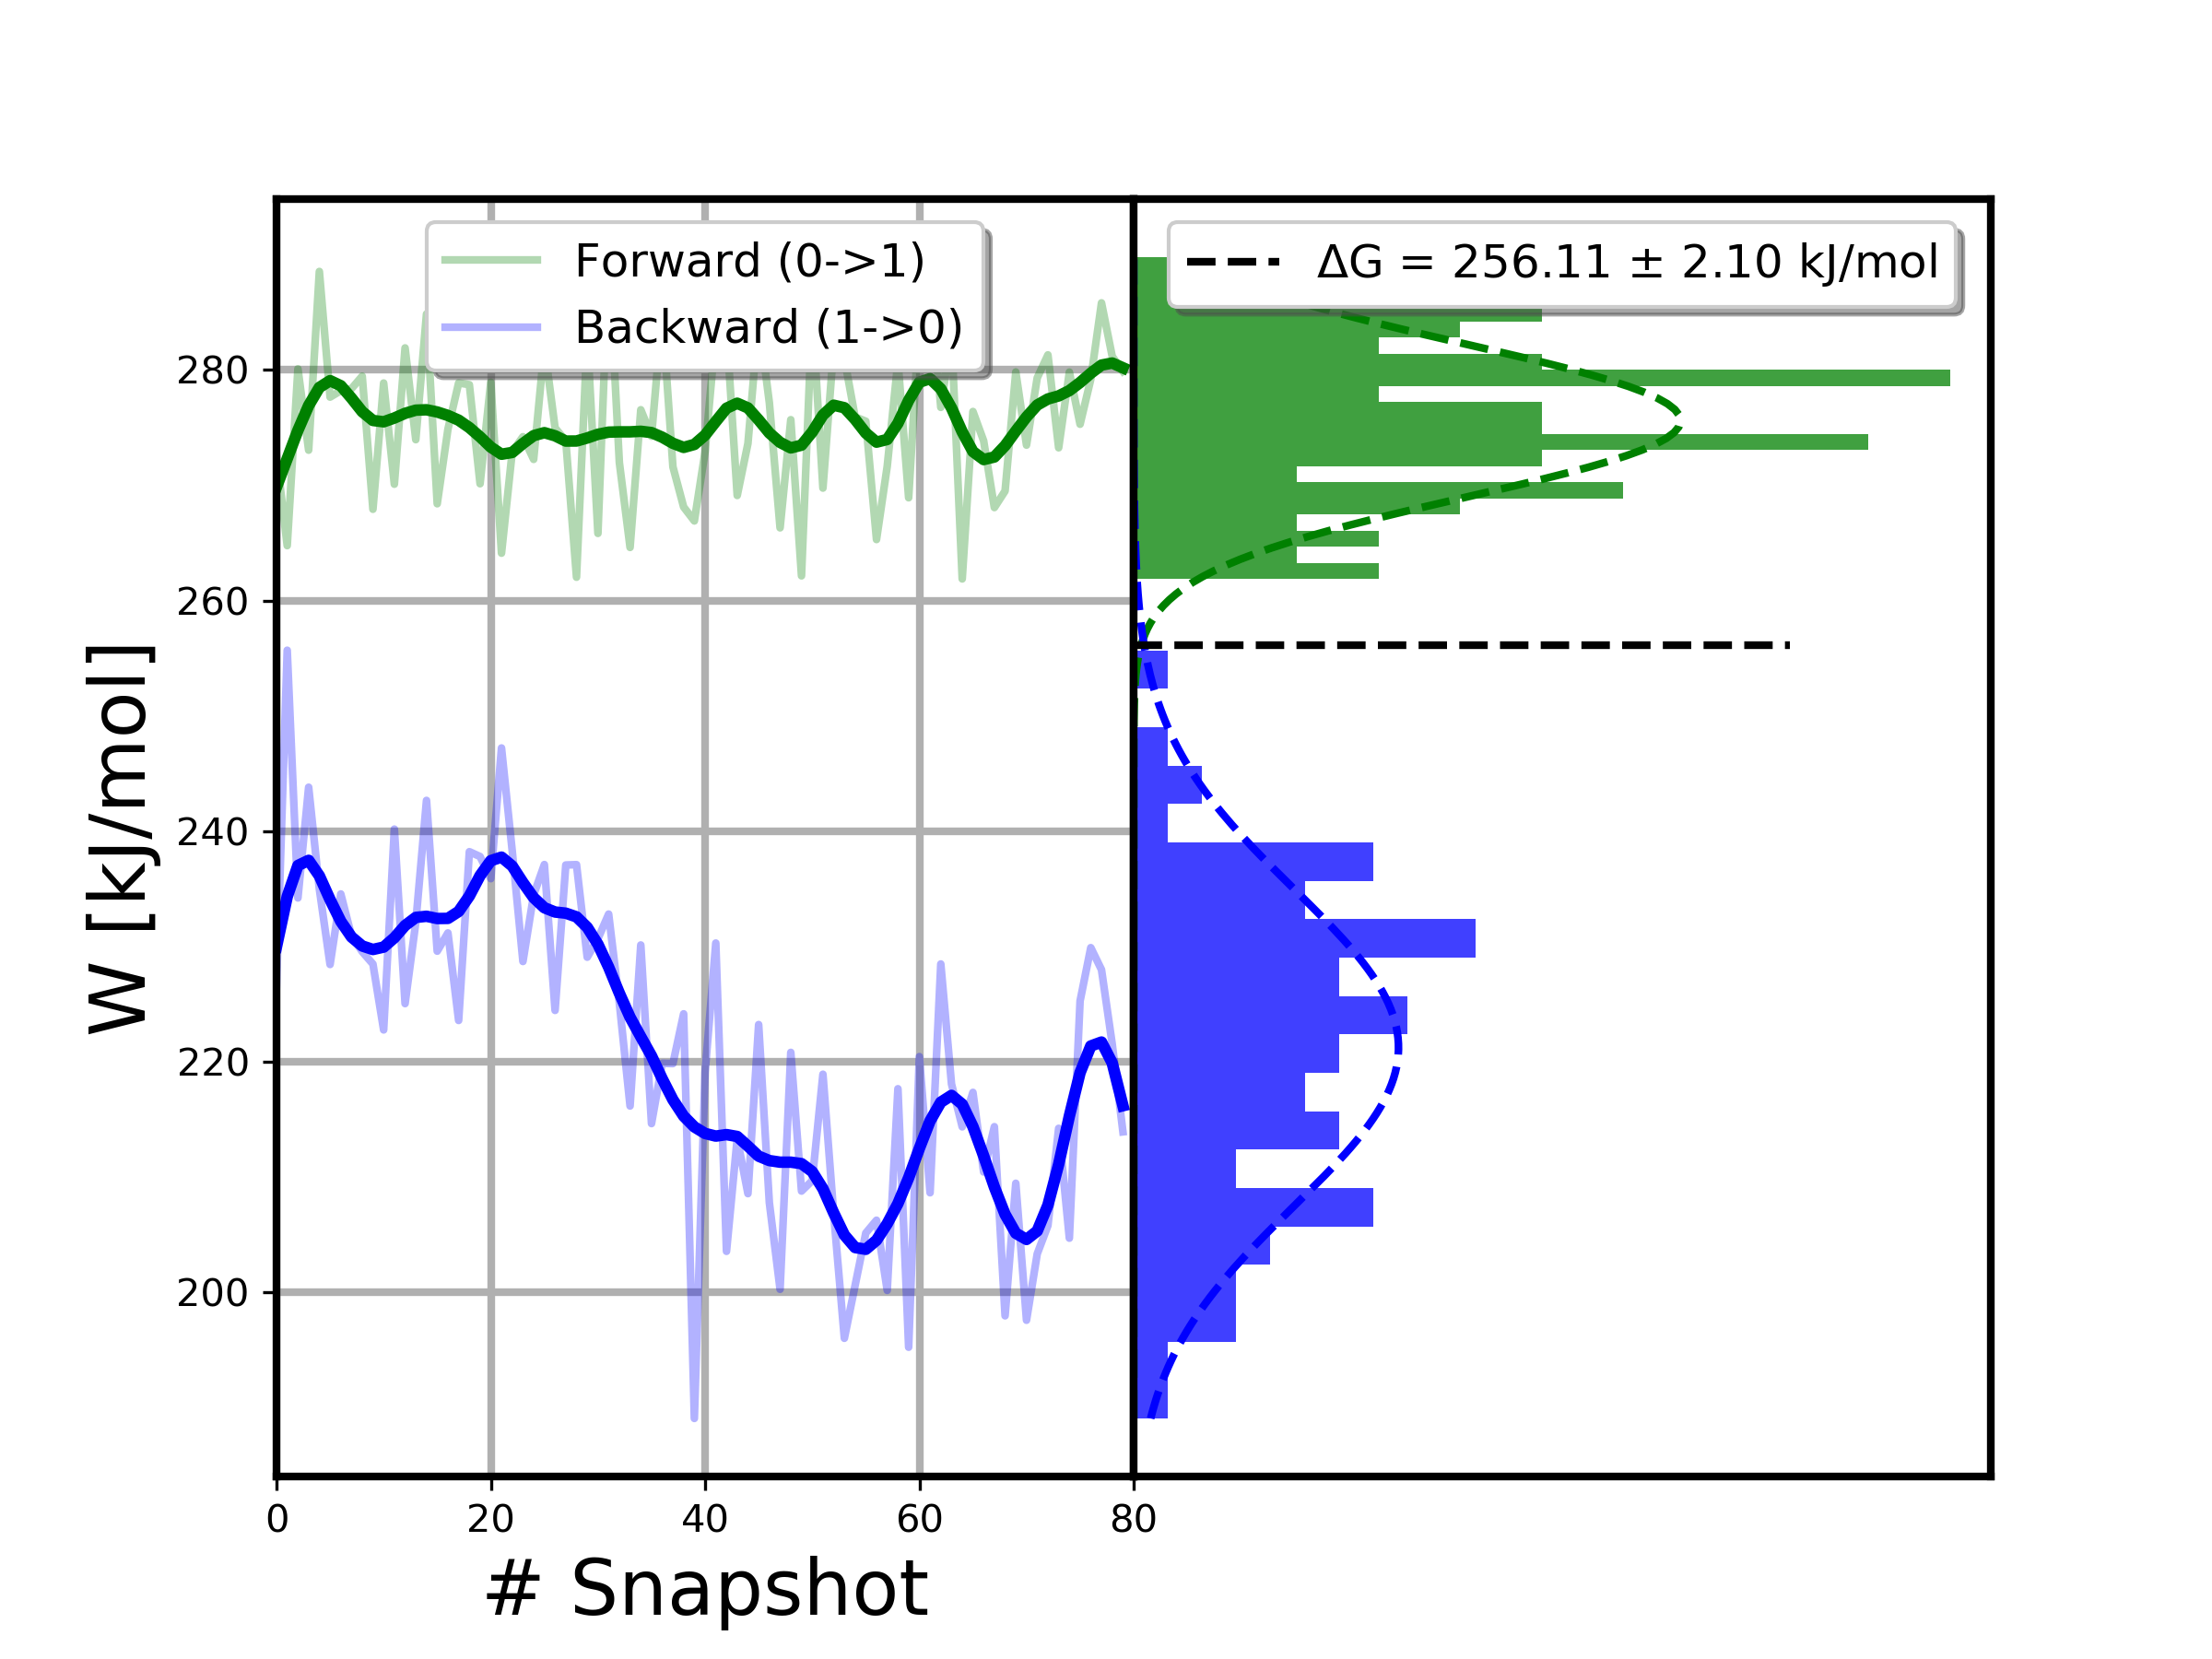 Forward (0->1)
Backward (1->0)
ΔG = 256.11 ± 2.10 kJ/mol
280
260
240
220
200
W [kJ/mol]
0 20 40 60 80
# Snapshot